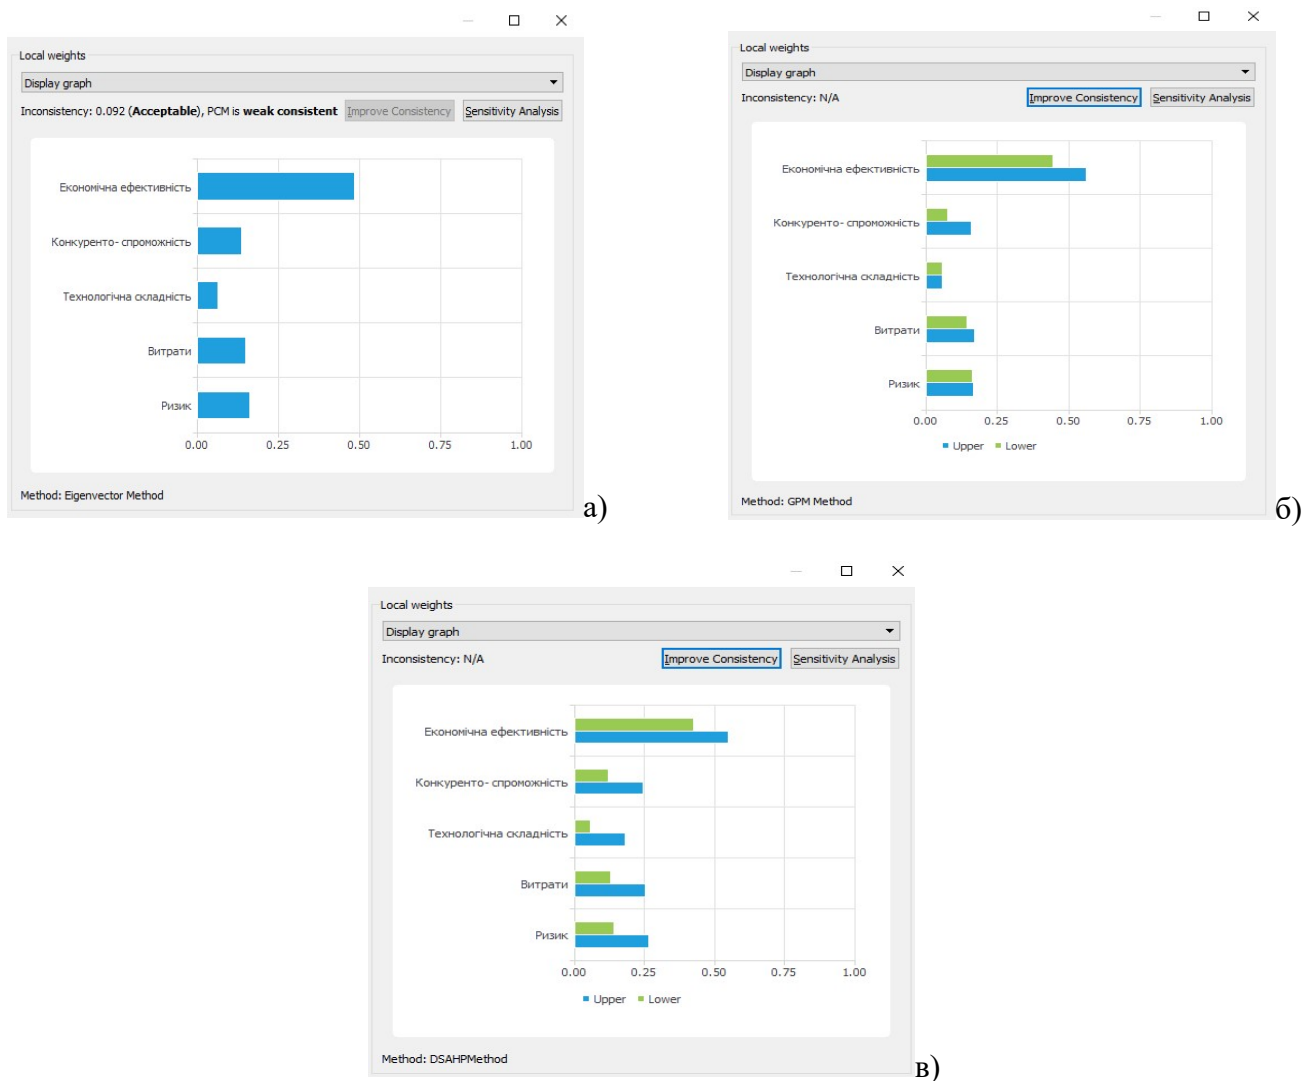 Local weights
Display graph
Inconsistency: 0.092 (Acceptable), PCM is weak consistent Improve Consistency Sensitivity Analysis
Економічна ефективність
Конкуренто- спроможність
Технологічна складність
Витрати
Ризик
0.00 0.25 0.50 0.75 1.00
Method: Eigenvector Method
а)
Local weights
Display graph
Inconsistency: N/A Improve Consistency Sensitivity Analysis
Економічна ефективність
Конкуренто- спроможність
Технологічна складність
Витрати
Ризик
0.00 0.25 0.50 0.75 1.00
Upper Lower
Method: GPM Method
б)
Local weights
Display graph
Inconsistency: N/A Improve Consistency Sensitivity Analysis
Економічна ефективність
Конкуренто- спроможність
Технологічна складність
Витрати
Ризик
0.00 0.25 0.50 0.75 1.00
Upper Lower
Method: DSAHPMethod
в)